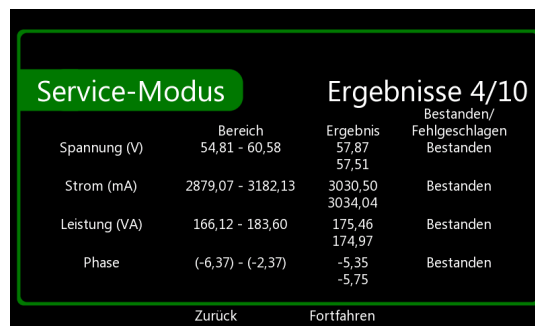 Service-Modus Ergebnisse 4/10
Bestanden/
Bereich Ergebnis Fehlgeschlagen
Spannung (V) 54,81 - 60,58 57,87 Bestanden
57,51
Strom (mA) 2879,07 - 3182,13 3030,50 Bestanden
3034,04
Leistung (VA) 166,12 - 183,60 175,46 Bestanden
174,97
Phase (-6,37) - (-2,37) -5,35 Bestanden
-5,75
Zurück Fortfahren